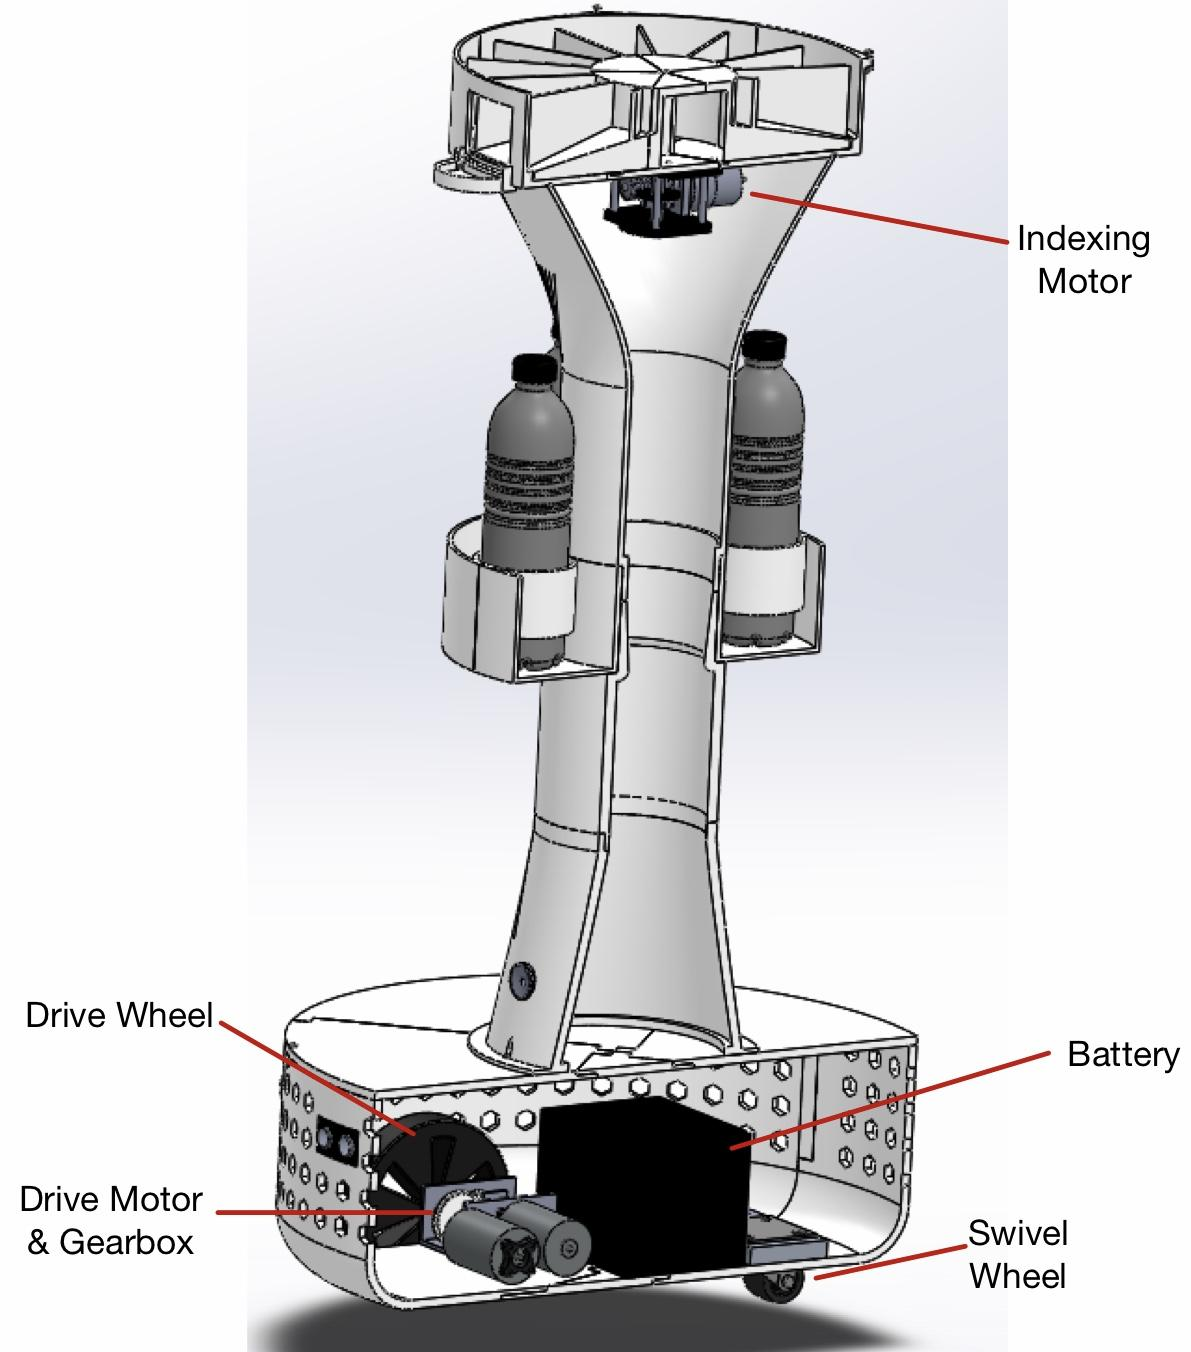 Indexing
Motor
Drive Wheel
Battery
Drive Motor
& Gearbox
Swivel
Wheel